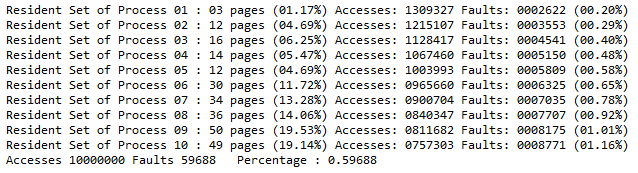 Resident Set of Process 01 : 03 pages (01.17%) Accesses: 1309327 Faults: 0002622 (00.20%)
Resident Set of Process 02 : 12 pages (04.69%) Accesses: 1215107 Faults: 0003553 (00.29%)
Resident Set of Process 03 : 16 pages (06.25%) Accesses: 1128417 Faults: 0004541 (00.40%)
Resident Set of Process 04 : 14 pages (05.47%) Accesses: 1067460 Faults: 0005150 (00.48%)
Resident Set of Process 05 : 12 pages (04.69%) Accesses: 1003993 Faults: 0005809 (00.58%)
Resident Set of Process 06 : 30 pages (11.72%) Accesses: 0965660 Faults: 0006325 (00.65%)
Resident Set of Process 07 : 34 pages (13.28%) Accesses: 0900704 Faults: 0007035 (00.78%)
Resident Set of Process 08 : 36 pages (14.06%) Accesses: 0840347 Faults: 0007707 (00.92%)
Resident Set of Process 09 : 50 pages (19.53%) Accesses: 0811682 Faults: 0008175 (01.01%)
Resident Set of Process 10 : 49 pages (19.14%) Accesses: 0757303 Faults: 0008771 (01.16%)
Accesses 10000000 Faults 59688   Percentage : 0.59688